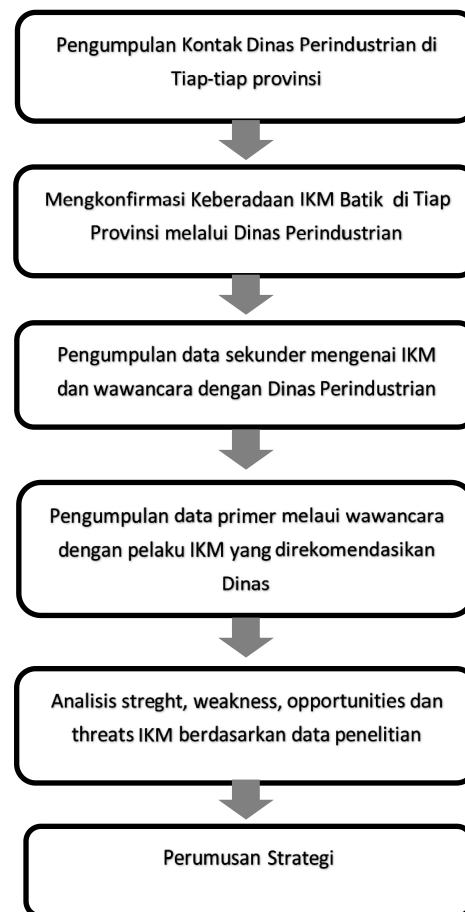 Pengumpulan Kontak Dinas Perindustrian di
Tiap-tiap provinsi
Mengkonfirmasi Keberadaan IKM Batik di Tiap
Provinsi melalui Dinas Perindustrian
Pengumpulan data sekunder mengenai IKM
dan wawancara dengan Dinas Perindustrian
Pengumpulan data primer melaui wawancara
dengan pelaku IKM yang direkomendasikan
Dinas
Analisis streght, weakness, opportunities dan
threats IKM berdasarkan data penelitian
Perumusan Strategi